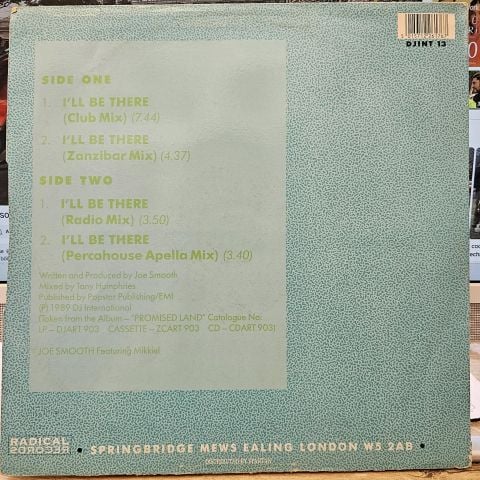 DJINT 13
SIDE ONE
1. I'LL BE THERE
(Club Mix) (7.44)
2. I'LL BE THERE
(Zanzibar Mix) (4.37)
SIDE TWO
1. I'LL BE THERE
(Radio Mix) (3.50)
2. I'LL BE THERE
(Percahouse Apella Mix) (3.40)
Written and Produced by Joe Smooth
Mixed by Tony Humphries
Published by Popstar Publishing/EMI
(P) 1989 DJ International
(Taken from the Album – "PROMISED LAND" Catalogue No:
LP – DJART 903 CASSETTE – ZCART 903 CD – CDART 903)
JOE SMOOTH Featuring Mikkiel
RADICAL
RECORDS
• SPRINGBRIDGE MEWS EALING LONDON W5 2AB •
DISTRIBUTED BY